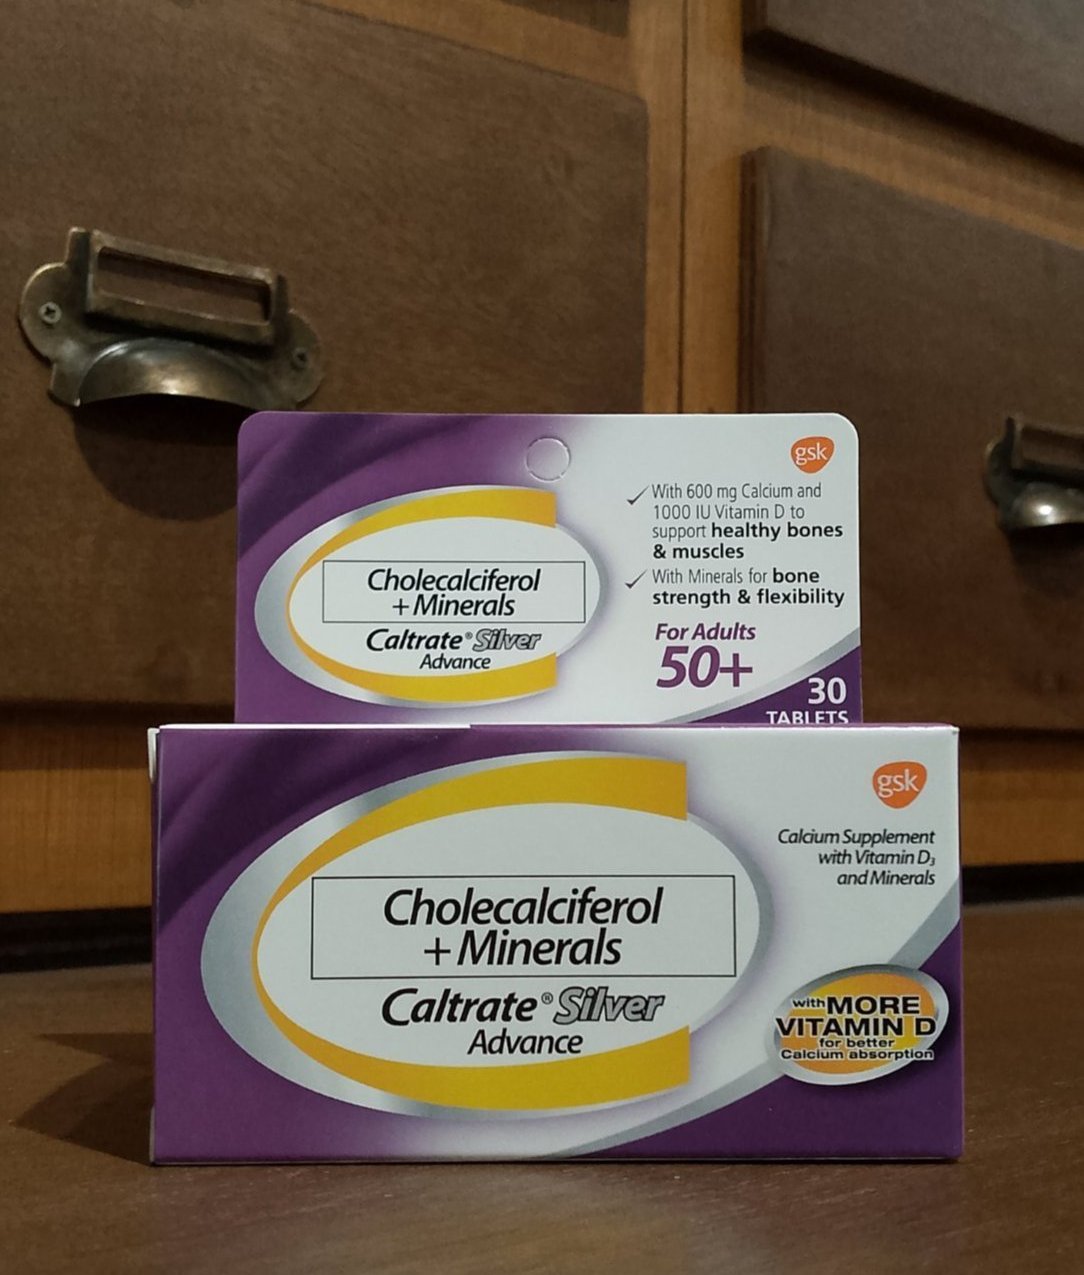 gsk
✓ With 600 mg Calcium and
1000 IU Vitamin D to
support healthy bones
& muscles
✓ With Minerals for bone
strength & flexibility
Cholecalciferol
+ Minerals
Caltrate® Silver
Advance
For Adults
50+
30
TABLETS
gsk
Calcium Supplement
with Vitamin D₃
and Minerals
Cholecalciferol
+ Minerals
Caltrate® Silver
Advance
with MORE
VITAMIN D
for better
Calcium absorption